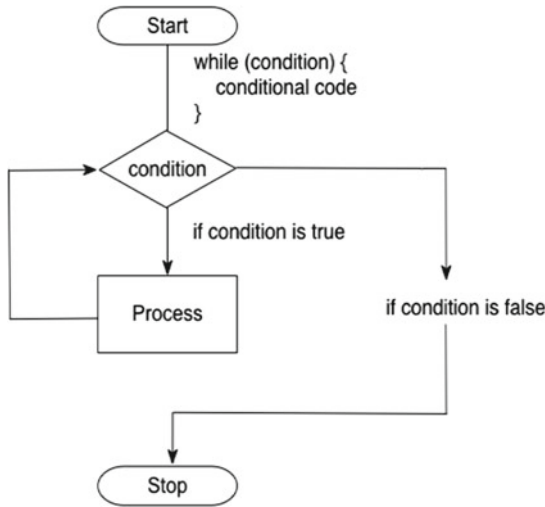 Start
while (condition) {
conditional code
}
condition
if condition is true
Process
if condition is false
Stop